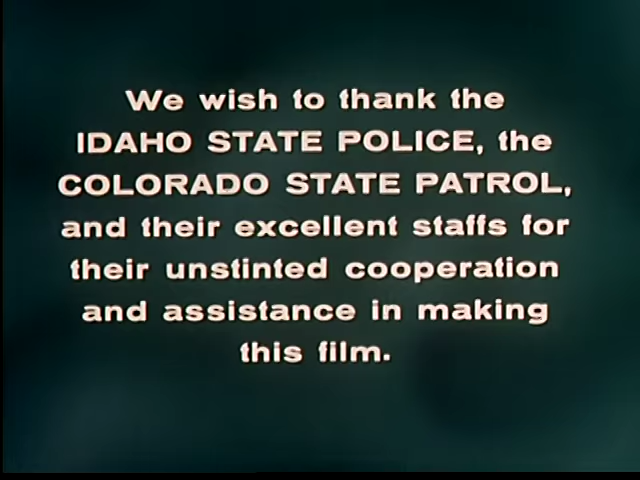 We wish to thank the
IDAHO STATE POLICE, the
COLORADO STATE PATROL,
and their excellent staffs for
their unstinted cooperation
and assistance in making
this film.